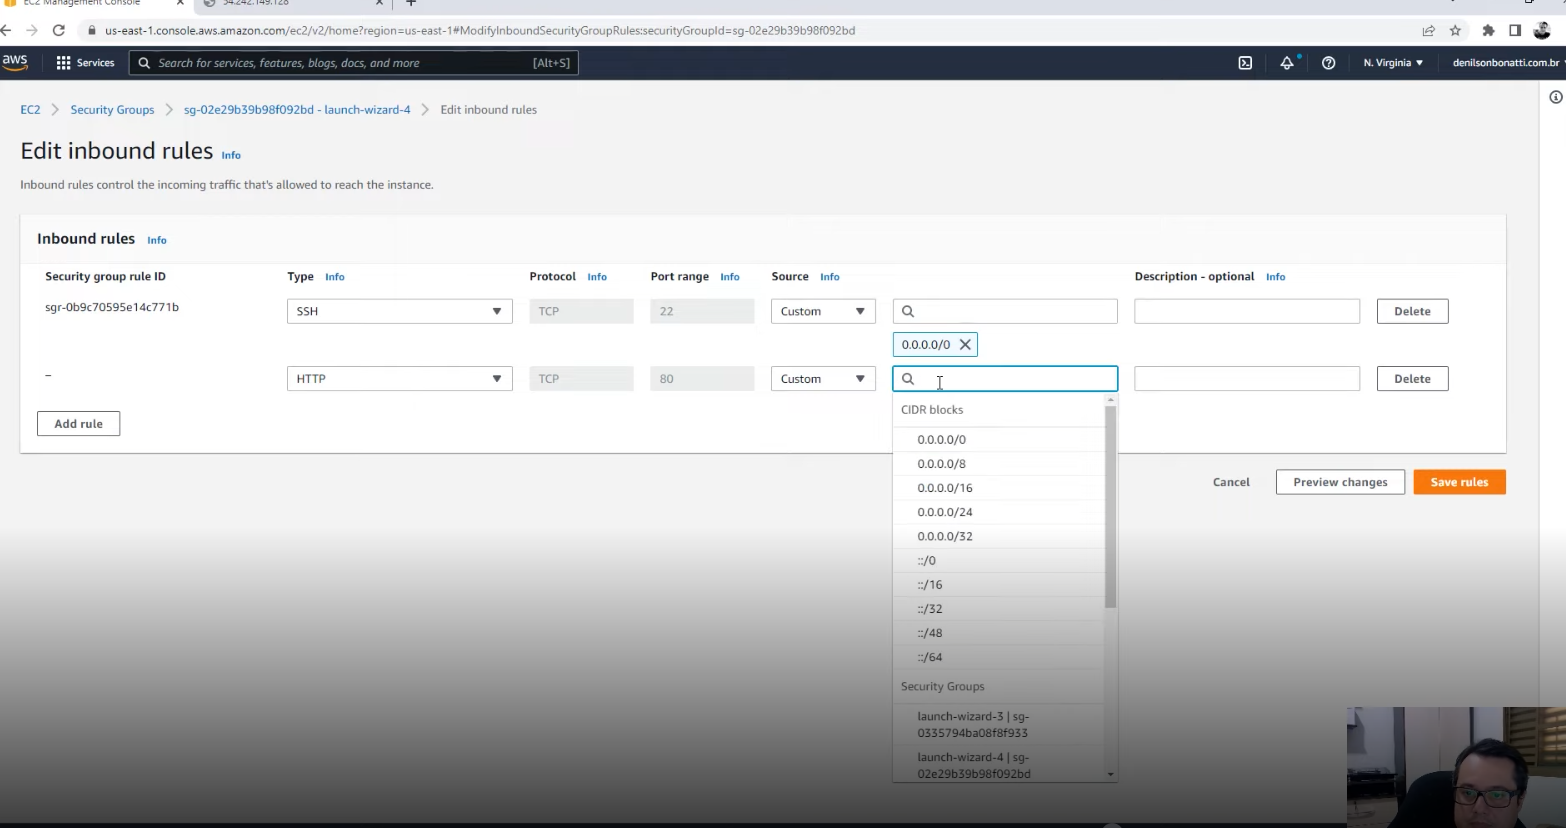 EC2 Management Console
54.242.149.128
us-east-1.console.aws.amazon.com/ec2/v2/home?region=us-east-1#ModifyInboundSecurityGroupRules:securityGroupId=sg-02e29b39b98f092bd
aws Services Search for services, features, blogs, docs, and more [Alt+S] N. Virginia denilsonbonatti.com.br
EC2 Security Groups sg-02e29b39b98f092bd - launch-wizard-4 Edit inbound rules
Edit inbound rules Info
Inbound rules control the incoming traffic that's allowed to reach the instance.
Inbound rules Info
Security group rule ID Type Info Protocol Info Port range Info Source Info Description - optional Info
sgr-0b9c70595e14c771b SSH TCP 22 Custom Delete
0.0.0.0/0
– HTTP TCP 80 Custom Delete
Add rule
CIDR blocks
0.0.0.0/0
0.0.0.0/8
0.0.0.0/16
0.0.0.0/24
0.0.0.0/32
::/0
::/16
::/32
::/48
::/64
Security Groups
launch-wizard-3 | sg-
0335794ba08f8f933
launch-wizard-4 | sg-
02e29b39b98f092bd
Cancel Preview changes Save rules